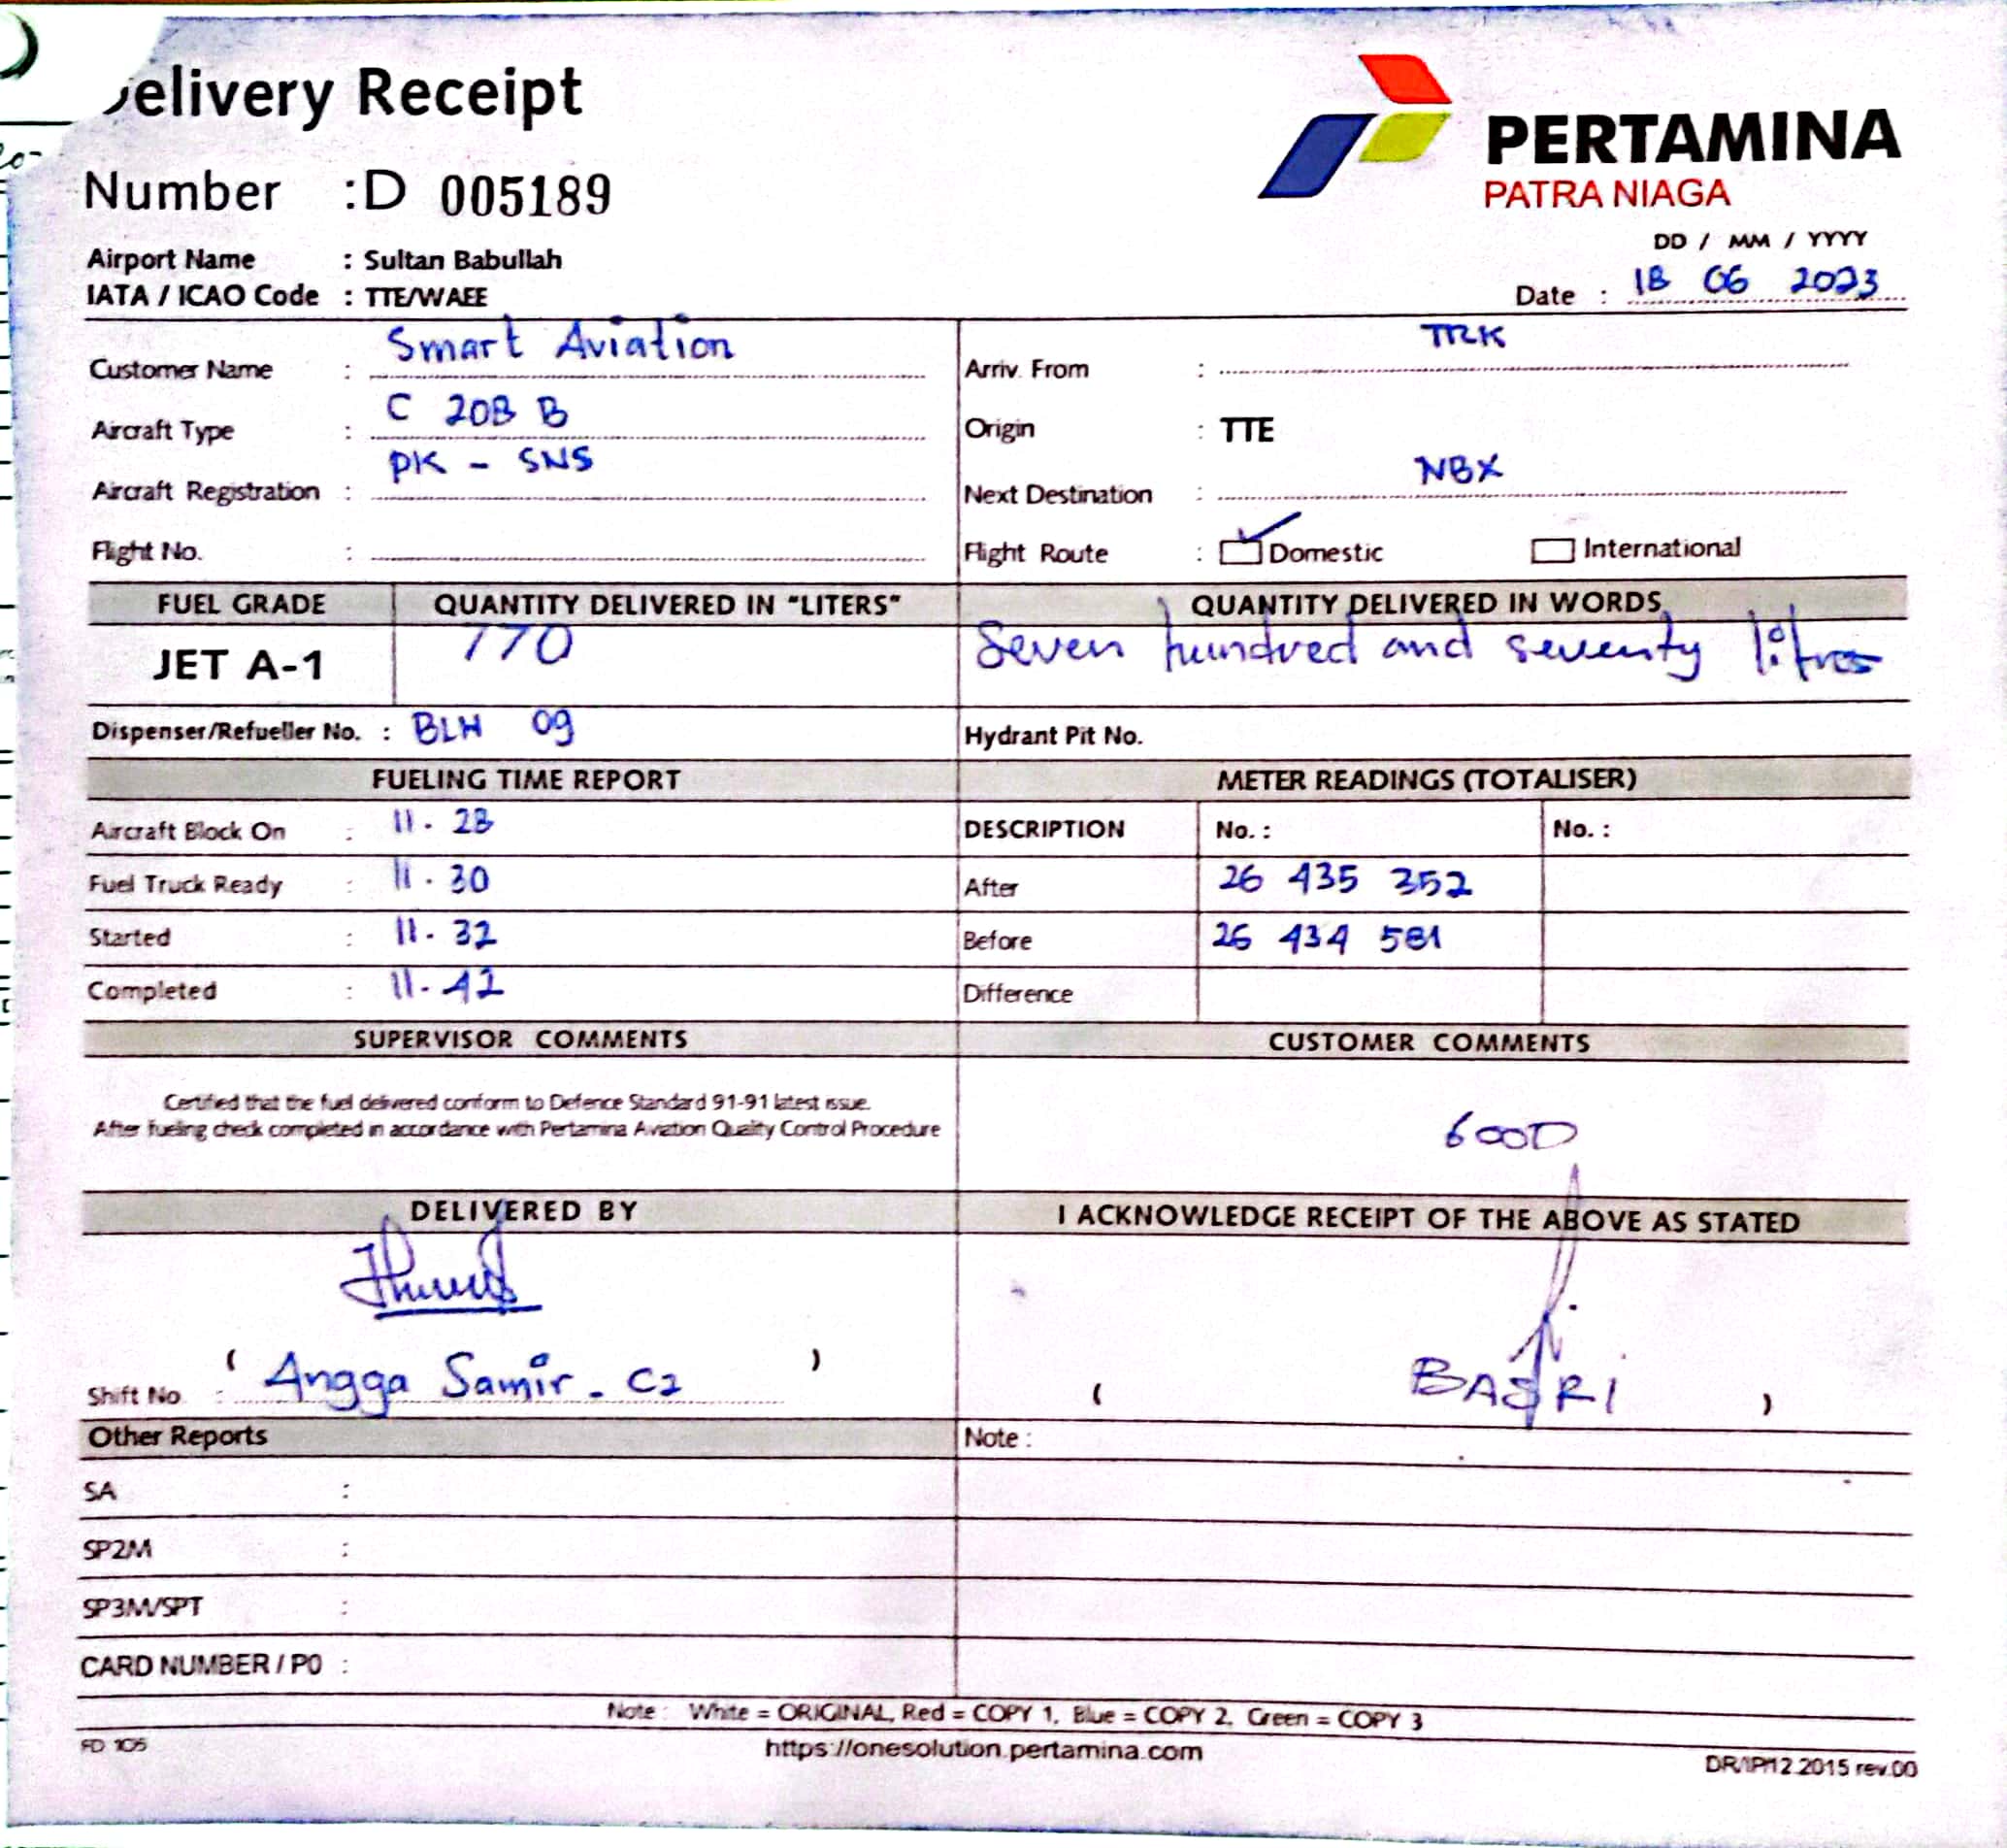 Delivery Receipt
PERTAMINA
PATRA NIAGA
Number :D 005189
DD / MM / YYYY
Airport Name : Sultan Babullah
IATA / ICAO Code : TTE/WAEE
Date : 18 06 2023
Customer Name : Smart Aviation
Arriv. From : TRK
Aircraft Type : C 208 B
Origin : TTE
Aircraft Registration : PK - SNS
Next Destination : NBX
Flight No. :
Flight Route : Domestic International
FUEL GRADE QUANTITY DELIVERED IN "LITERS" QUANTITY DELIVERED IN WORDS
JET A-1 770 Seven hundred and seventy litres
Dispenser/Refueller No. : BLH 09 Hydrant Pit No.
FUELING TIME REPORT METER READINGS (TOTALISER)
Aircraft Block On : 11.28 DESCRIPTION No. : No. :
Fuel Truck Ready : 11.30 After 26 435 352
Started : 11.32 Before 26 434 581
Completed : 11.42 Difference
SUPERVISOR COMMENTS CUSTOMER COMMENTS
Certified that the fuel delivered conform to Defence Standard 91-91 latest issue.
After fueling check completed in accordance with Pertamina Aviation Quality Control Procedure
GOOD
DELIVERED BY I ACKNOWLEDGE RECEIPT OF THE ABOVE AS STATED
Shift No : ( Angga Samir - C2 ) ( BASRI )
Other Reports Note :
SA :
SP2M :
SP3M/SPT :
CARD NUMBER / PO :
Note : White = ORIGINAL, Red = COPY 1, Blue = COPY 2, Green = COPY 3
FD 105 https://onesolution.pertamina.com DR/IP/12.2015 rev.00